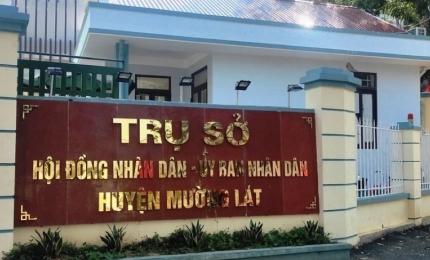 TRỤ SỞ
HỘI ĐỒNG NHÂN DÂN - ỦY BAN NHÂN DÂN
HUYỆN MƯỜNG LÁT